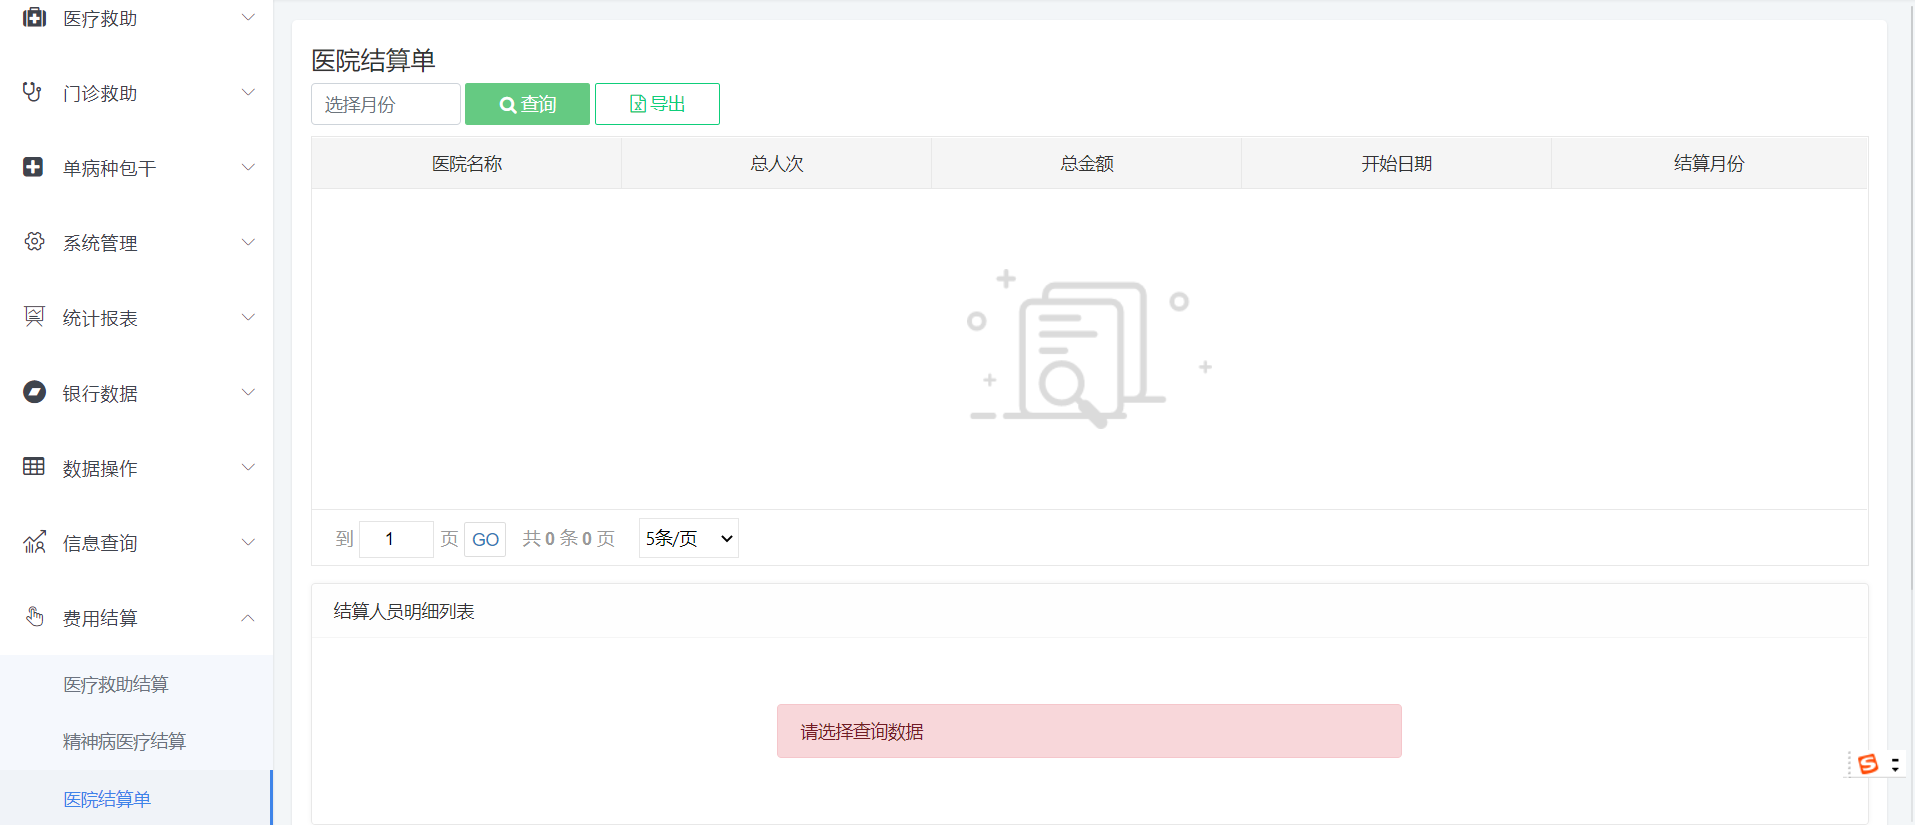 医疗救助
门诊救助
单病种包干
系统管理
统计报表
银行数据
数据操作
信息查询
费用结算
医疗救助结算
精神病医疗结算
医院结算单
医院结算单
选择月份 查询 导出
医院名称 总人次 总金额 开始日期 结算月份
到 1 页 GO 共 0 条 0 页 5条/页
结算人员明细列表
请选择查询数据